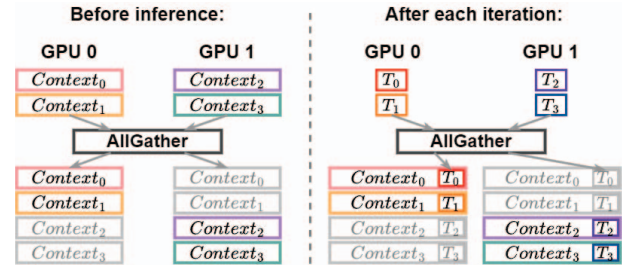 Before inference:
GPU 0 GPU 1
Context₀ Context₂
Context₁ Context₃
AllGather
Context₀ Context₀
Context₁ Context₁
Context₂ Context₂
Context₃ Context₃
After each iteration:
GPU 0 GPU 1
T₀ T₂
T₁ T₃
AllGather
Context₀ T₀ Context₀ T₀
Context₁ T₁ Context₁ T₁
Context₂ T₂ Context₂ T₂
Context₃ T₃ Context₃ T₃